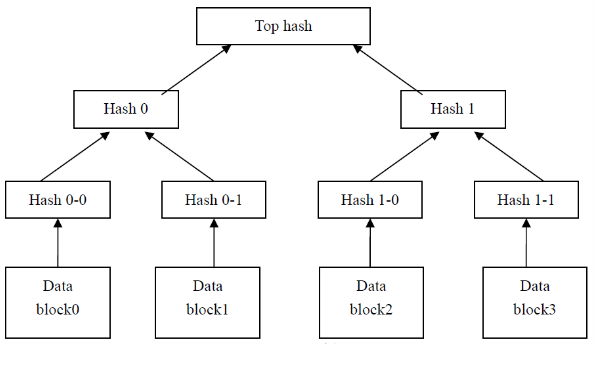 Top hash
Hash 0
Hash 1
Hash 0-0
Hash 0-1
Hash 1-0
Hash 1-1
Data
block0
Data
block1
Data
block2
Data
block3